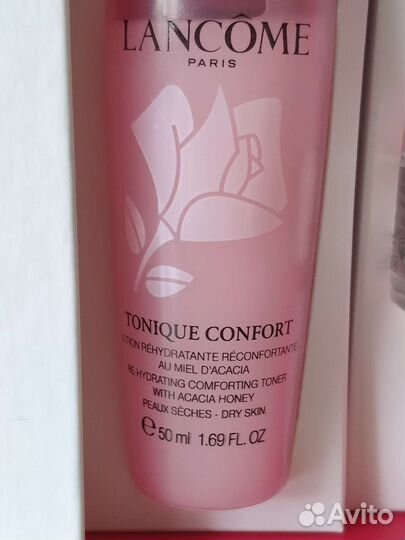 LANCÔME
PARIS
TONIQUE CONFORT
LOTION RÉHYDRATANTE RÉCONFORTANTE
AU MIEL D'ACACIA
RE-HYDRATING COMFORTING TONER
WITH ACACIA HONEY
PEAUX SÈCHES - DRY SKIN
e 50 ml 1.69 FL. OZ
Avito